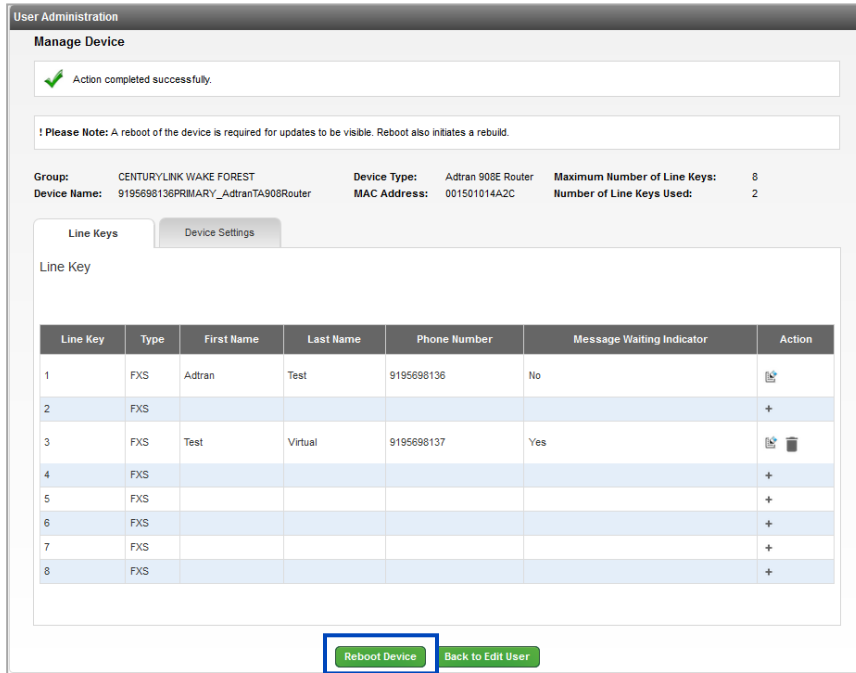 User Administration
Manage Device
Action completed successfully.
! Please Note: A reboot of the device is required for updates to be visible. Reboot also initiates a rebuild.
Group: CENTURYLINK WAKE FOREST Device Type: Adtran 908E Router Maximum Number of Line Keys: 8
Device Name: 9195698136PRIMARY_AdtranTA908Router MAC Address: 001501014A2C Number of Line Keys Used: 2
Line Keys Device Settings
Line Key
Line Key Type First Name Last Name Phone Number Message Waiting Indicator Action
1 FXS Adtran Test 9195698136 No
2 FXS +
3 FXS Test Virtual 9195698137 Yes
4 FXS +
5 FXS +
6 FXS +
7 FXS +
8 FXS +
Reboot Device Back to Edit User